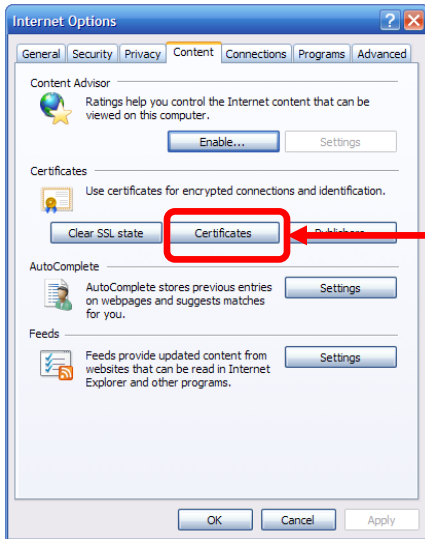 Internet Options
General Security Privacy Content Connections Programs Advanced
Content Advisor
Ratings help you control the Internet content that can be
viewed on this computer.
Enable... Settings
Certificates
Use certificates for encrypted connections and identification.
Clear SSL state Certificates Publishers
AutoComplete
AutoComplete stores previous entries
on webpages and suggests matches
for you.
Settings
Feeds
Feeds provide updated content from
websites that can be read in Internet
Explorer and other programs.
Settings
OK Cancel Apply